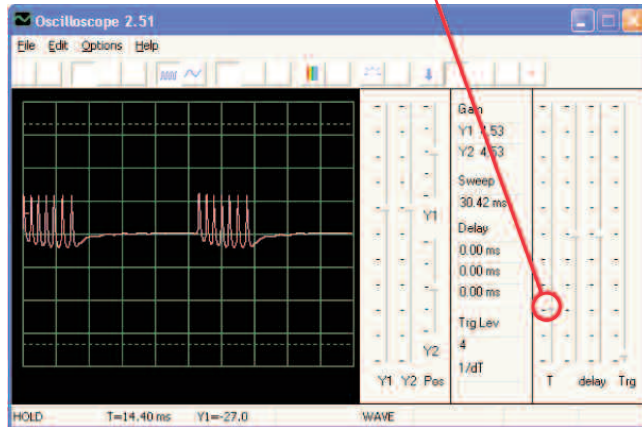 Oscilloscope 2.51
File Edit Options Help
Gain
Y1 4.53
Y2 4.53
Sweep
30.42 ms
Delay
0.00 ms
0.00 ms
0.00 ms
Trg Lev
4
1/dT
Y1
Y2
Y1 Y2 Pos
T delay Trg
HOLD T=14.40 ms Y1=-27.0 WAVE